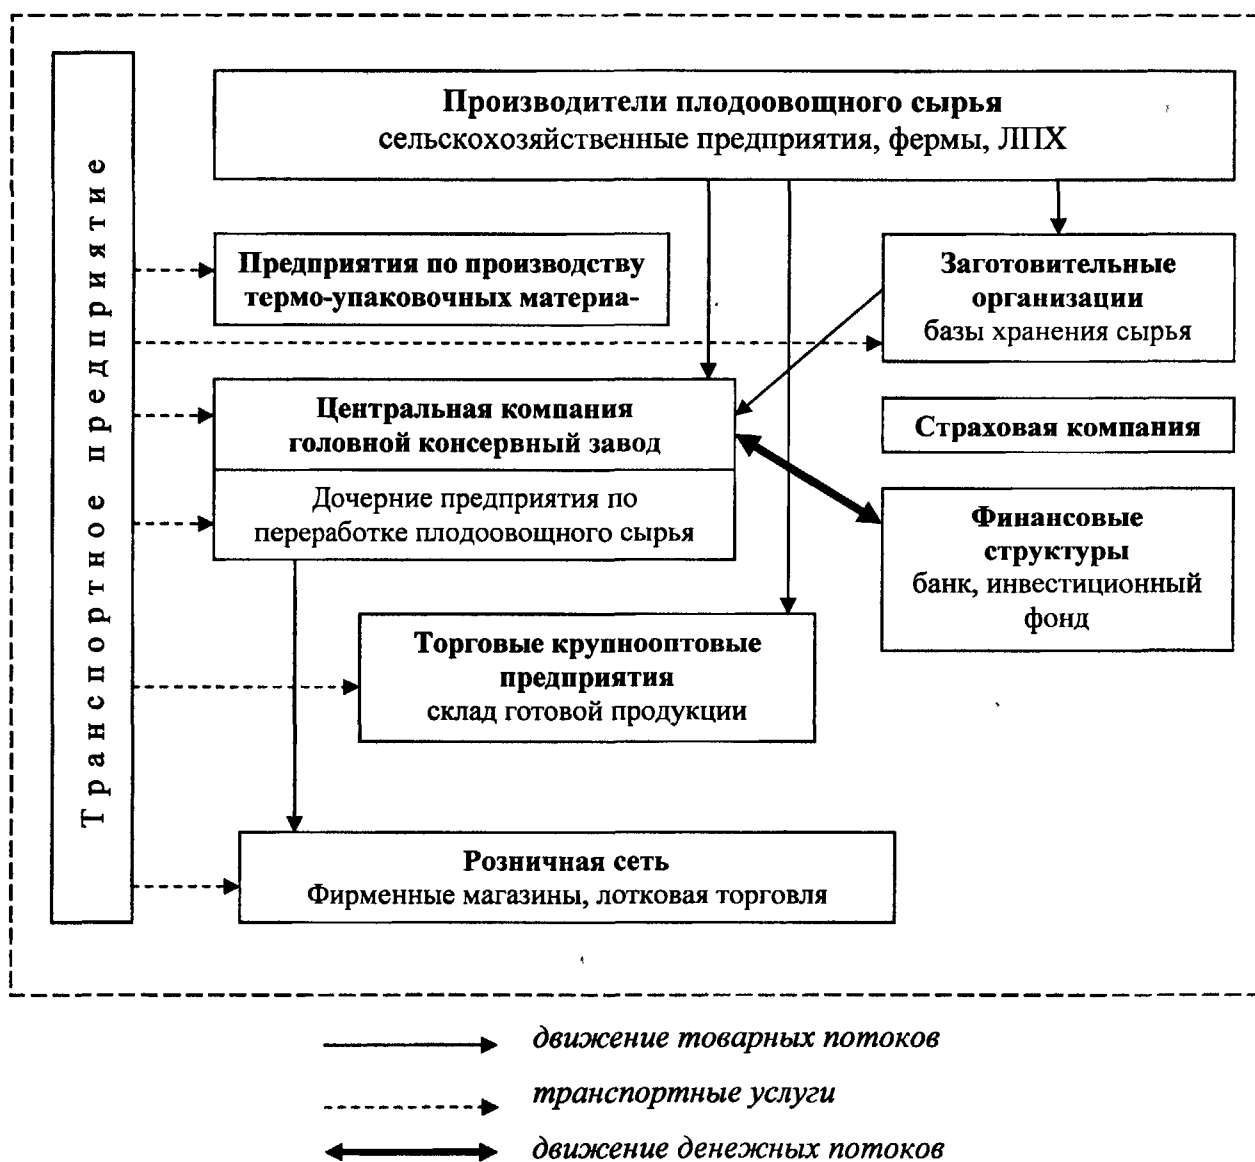 Транспортное предприятие
Производители плодоовощного сырья
сельскохозяйственные предприятия, фермы, ЛПХ
Предприятия по производству
термо-упаковочных материа-
Заготовительные
организации
базы хранения сырья
Центральная компания
головной консервный завод
Страховая компания
Дочерние предприятия по
переработке плодоовощного сырья
Финансовые
структуры
банк, инвестиционный
фонд
Торговые крупнооптовые
предприятия
склад готовой продукции
Розничная сеть
Фирменные магазины, лотковая торговля
движение товарных потоков
транспортные услуги
движение денежных потоков